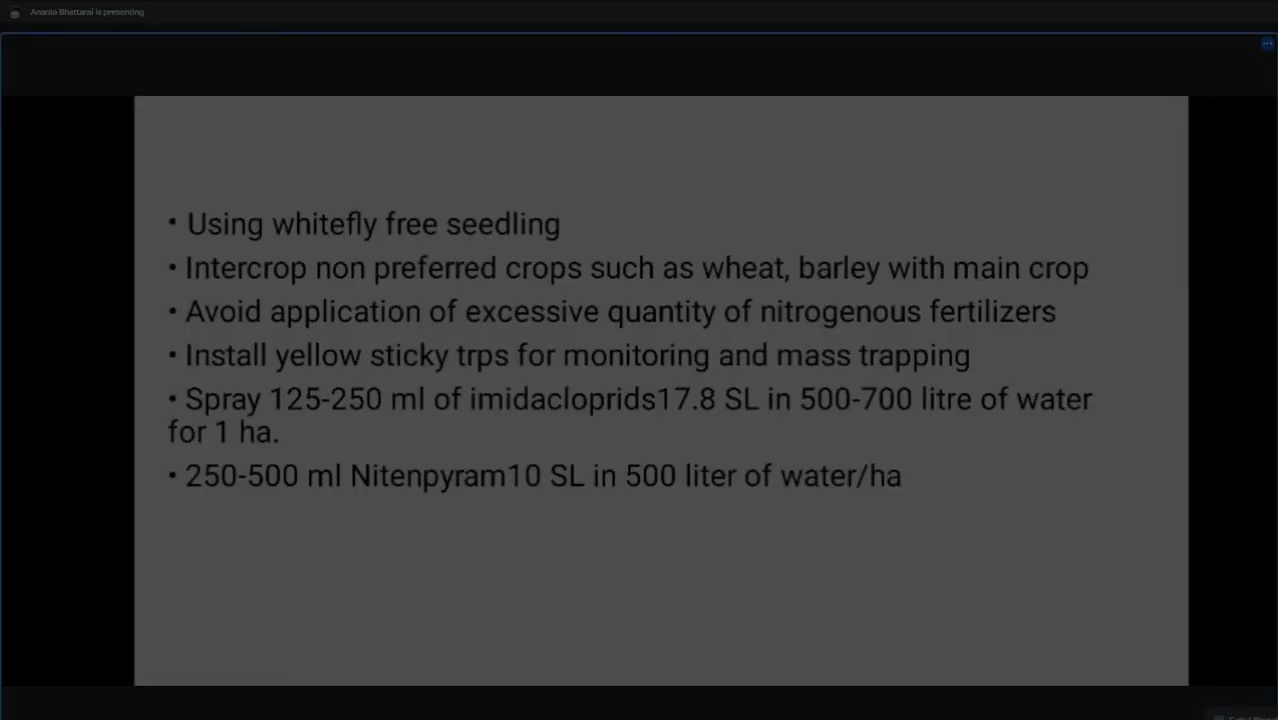 Ananta Bhattarai is presenting
• Using whitefly free seedling
• Intercrop non preferred crops such as wheat, barley with main crop
• Avoid application of excessive quantity of nitrogenous fertilizers
• Install yellow sticky trps for monitoring and mass trapping
• Spray 125-250 ml of imidacloprids17.8 SL in 500-700 litre of water
for 1 ha.
• 250-500 ml Nitenpyram10 SL in 500 liter of water/ha